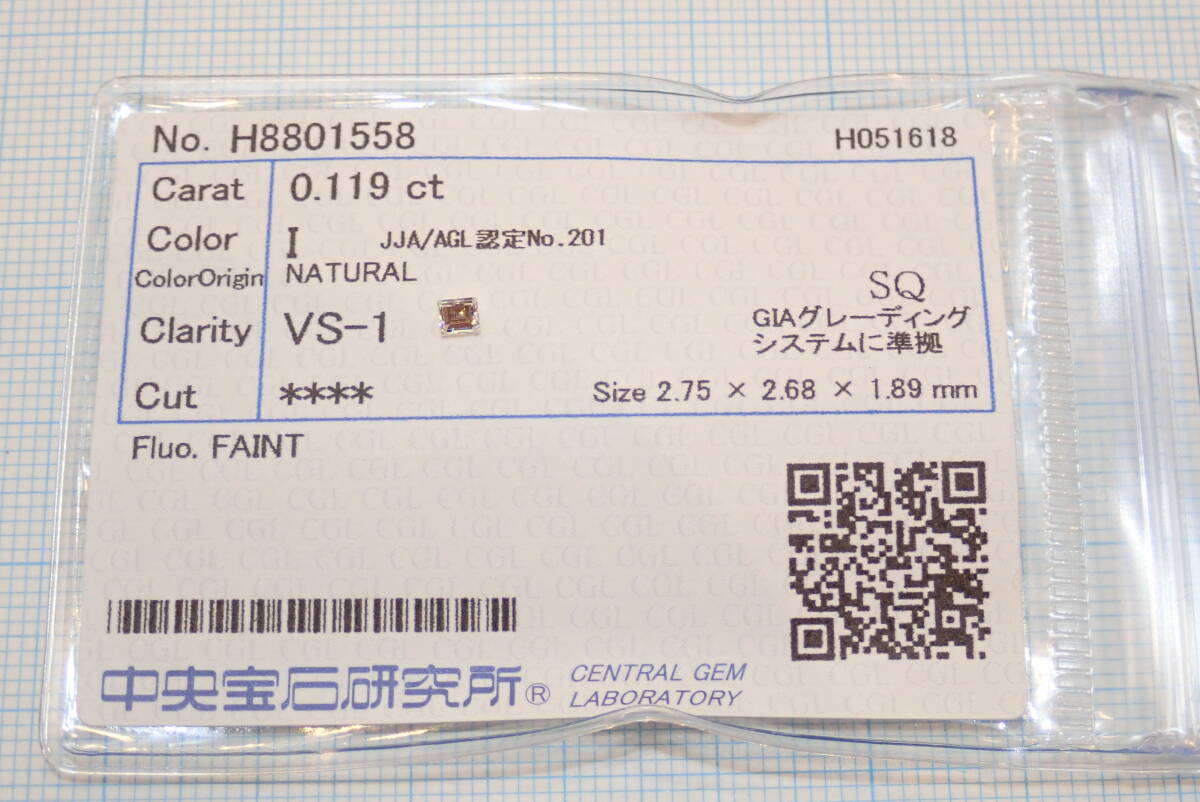 No. H8801558 H051618
Carat 0.119 ct
Color I JJA/AGL認定No.201
ColorOrigin NATURAL
SQ
Clarity VS-1 GIAグレーディング
システムに準拠
Cut **** Size 2.75 × 2.68 × 1.89 mm
Fluo. FAINT
中央宝石研究所® CENTRAL GEM
LABORATORY